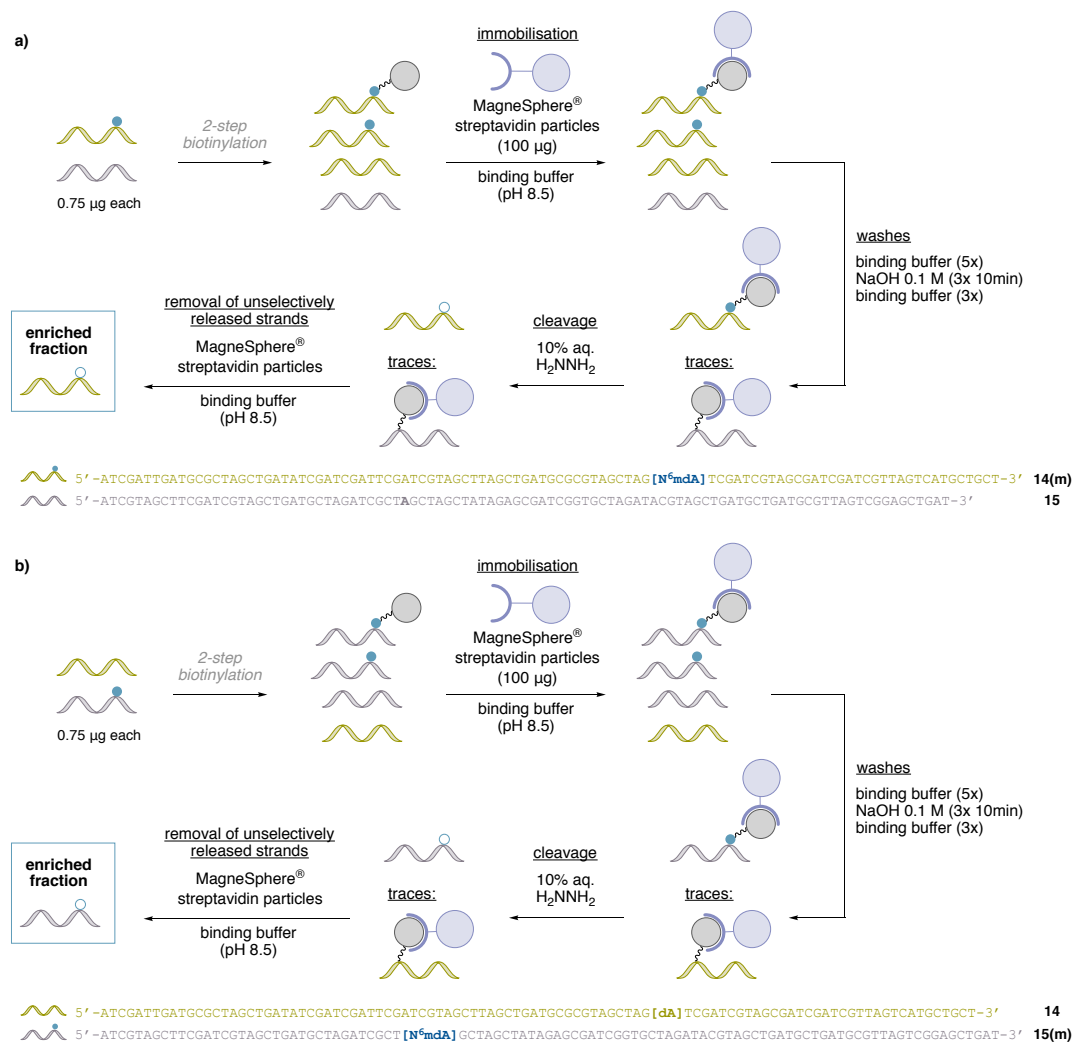 a)
immobilisation
MagneSphere®
streptavidin particles
(100 µg)
binding buffer
(pH 8.5)
2-step
biotinylation
0.75 µg each
washes
binding buffer (5x)
NaOH 0.1 M (3x 10min)
binding buffer (3x)
enriched
fraction
removal of unselectively
released strands
MagneSphere®
streptavidin particles
binding buffer
(pH 8.5)
traces:
cleavage
10% aq.
H₂NNH₂
traces:
5’-ATCGATTGATGCGCTAGCTGATATCGATCGATTCGATCGTAGCTTAGCTGATGCGCGTAGCTAG[N⁶mdA]TCGATCGTAGCGATCGATCGTTAGTCATGCTGCT-3’ 14(m)
5’-ATCGTAGCTTCGATCGTAGCTGATGCTAGATCGCTAGCTAGCTATAGAGCGATCGGTGCTAGATACGTAGCTGATGCTGATGCGTTAGTCGGAGCTGAT-3’ 15
b)
immobilisation
MagneSphere®
streptavidin particles
(100 µg)
binding buffer
(pH 8.5)
2-step
biotinylation
0.75 µg each
washes
binding buffer (5x)
NaOH 0.1 M (3x 10min)
binding buffer (3x)
enriched
fraction
removal of unselectively
released strands
MagneSphere®
streptavidin particles
binding buffer
(pH 8.5)
traces:
cleavage
10% aq.
H₂NNH₂
traces:
5’-ATCGATTGATGCGCTAGCTGATATCGATCGATTCGATCGTAGCTTAGCTGATGCGCGTAGCTAG[dA]TCGATCGTAGCGATCGATCGTTAGTCATGCTGCT-3’ 14
5’-ATCGTAGCTTCGATCGTAGCTGATGCTAGATCGCT[N⁶mdA]GCTAGCTATAGAGCGATCGGTGCTAGATACGTAGCTGATGCTGATGCGTTAGTCGGAGCTGAT-3’ 15(m)